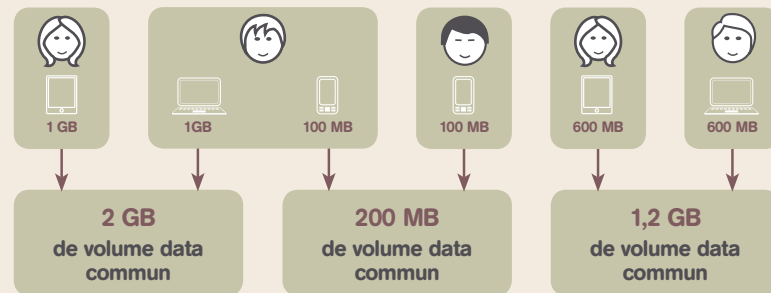 1 GB
1GB
100 MB
100 MB
600 MB
600 MB
2 GB
de volume data
commun
200 MB
de volume data
commun
1,2 GB
de volume data
commun